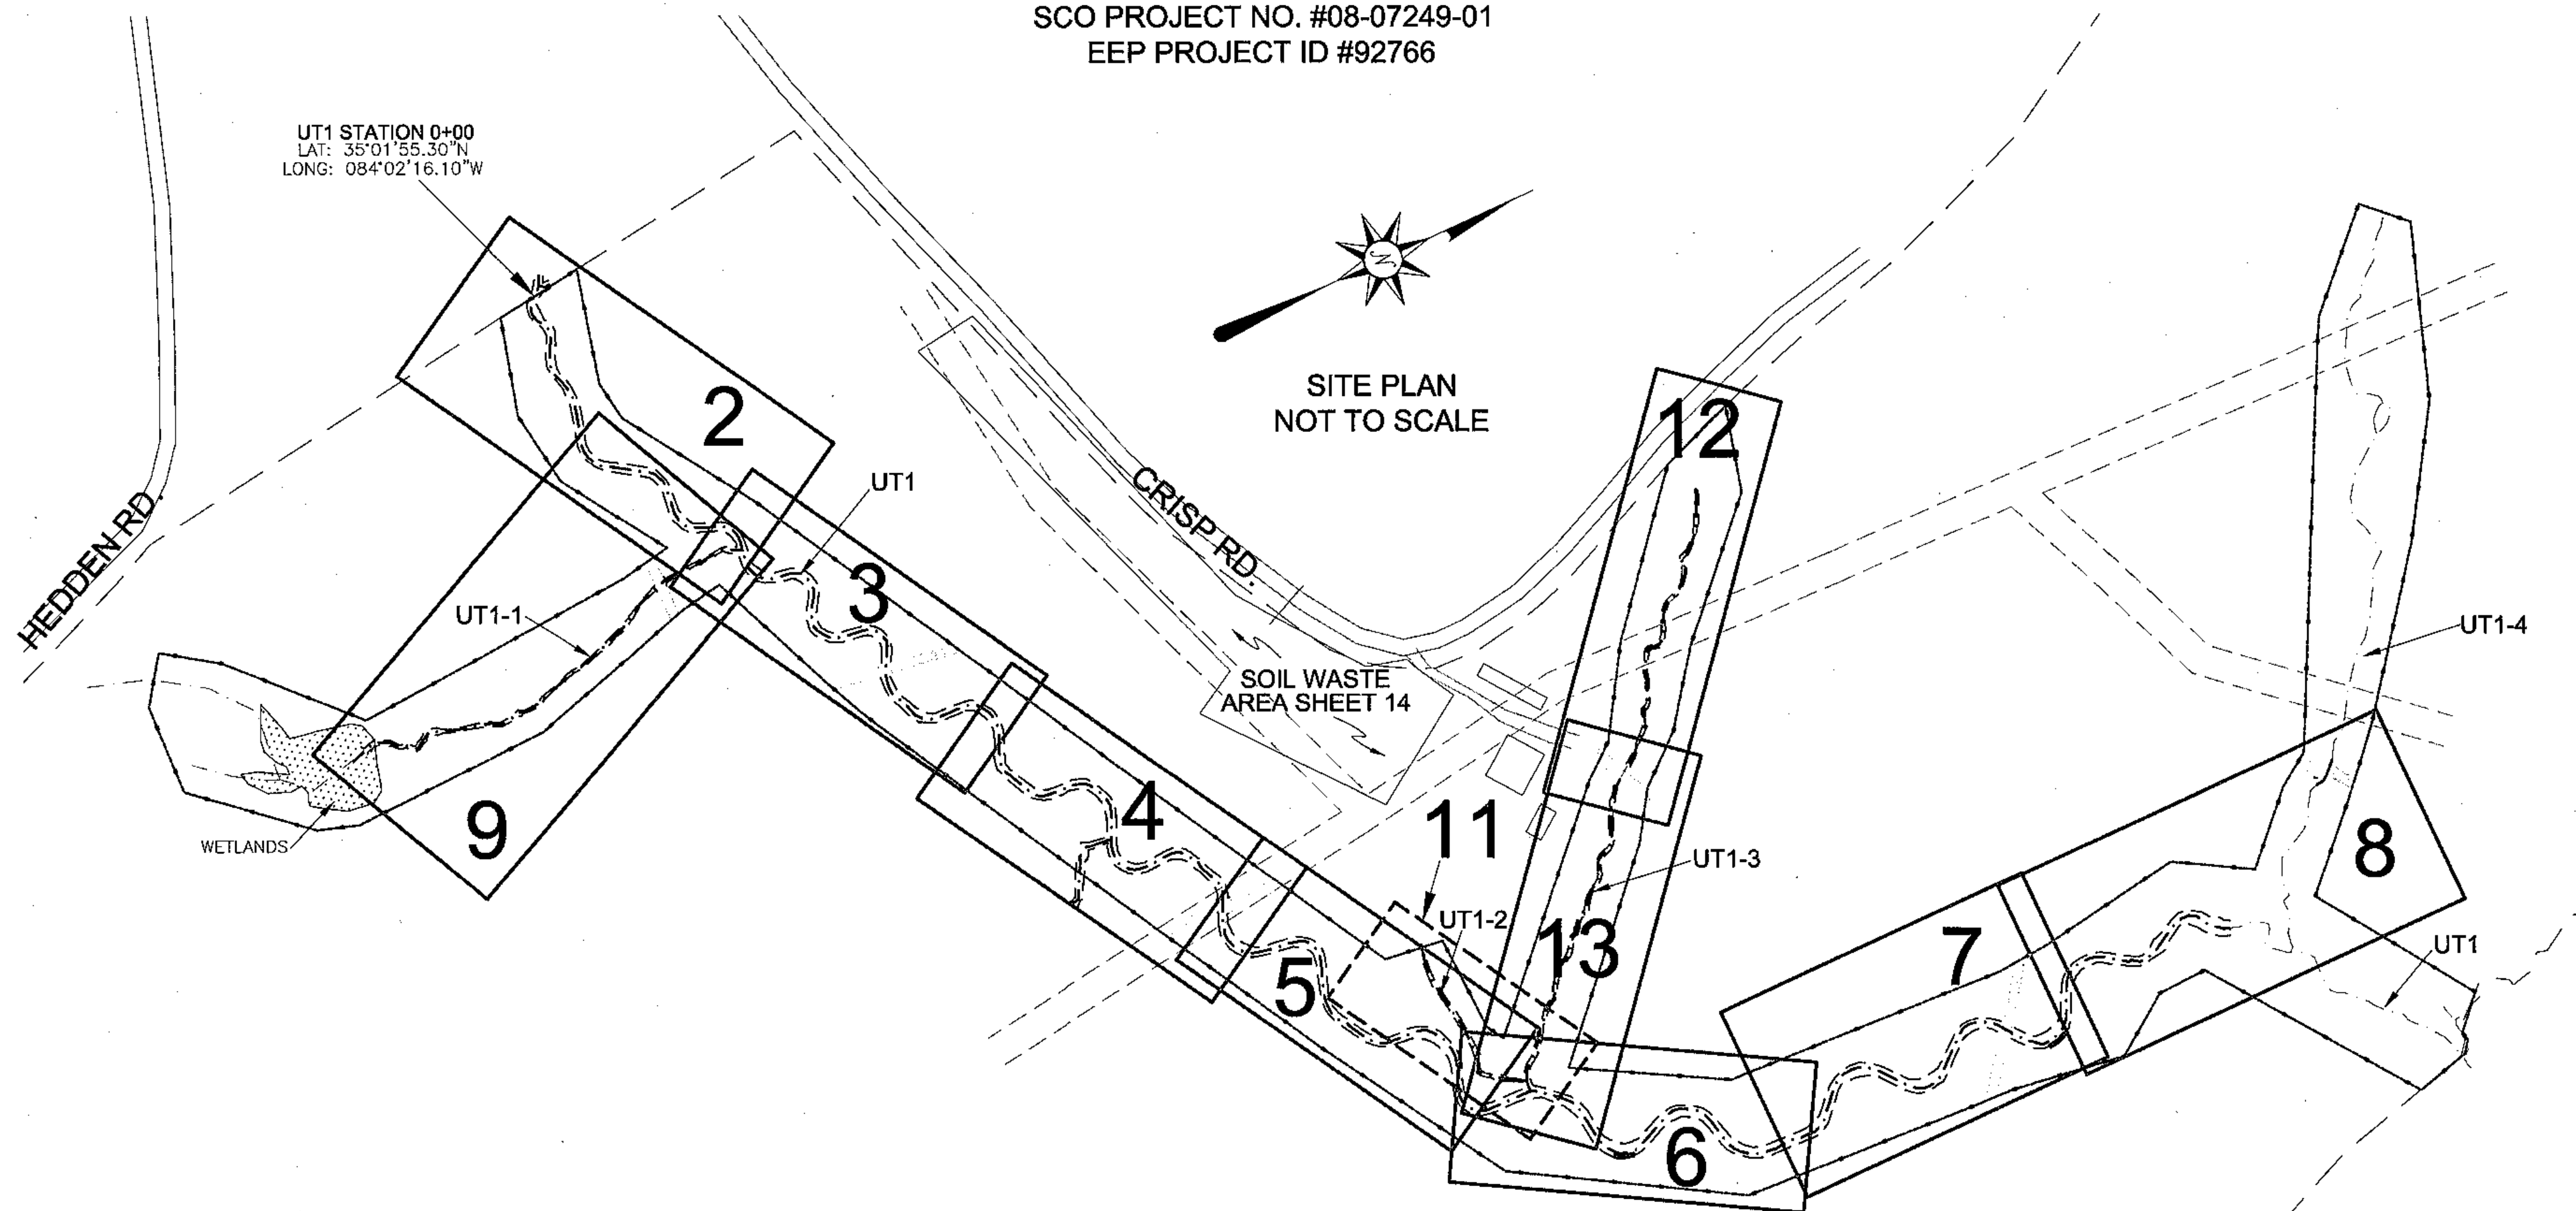 SCO PROJECT NO. #08-07249-01
EEP PROJECT ID #92766
UT1 STATION 0+00
LAT: 35°01'55.30"N
LONG: 084°02'16.10"W
N
SITE PLAN
NOT TO SCALE
2
12
UT1
CRISP RD.
HEDDEN RD.
3
UT1-1
UT1-4
SOIL WASTE
AREA SHEET 14
4
11
9
WETLANDS
8
UT1-3
UT1-2
13
7
UT1
5
6